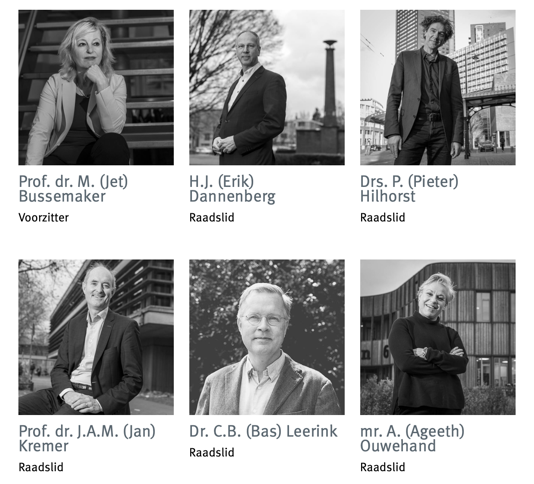 Prof. dr. M. (Jet)
Bussemaker
Voorzitter
H.J. (Erik)
Dannenberg
Raadslid
Drs. P. (Pieter)
Hilhorst
Raadslid
Prof. dr. J.A.M. (Jan)
Kremer
Raadslid
Dr. C.B. (Bas) Leerink
Raadslid
mr. A. (Ageeth)
Ouwehand
Raadslid